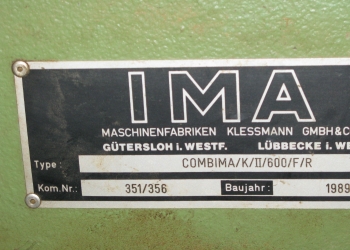 IMA
MASCHINENFABRIKEN KLESSMANN GMBH & C
GÜTERSLOH i. WESTF. LÜBBECKE i. WE
Type: COMBIMA/K/II/600/F/R
Kom.Nr.: 351/356 Baujahr: 1989